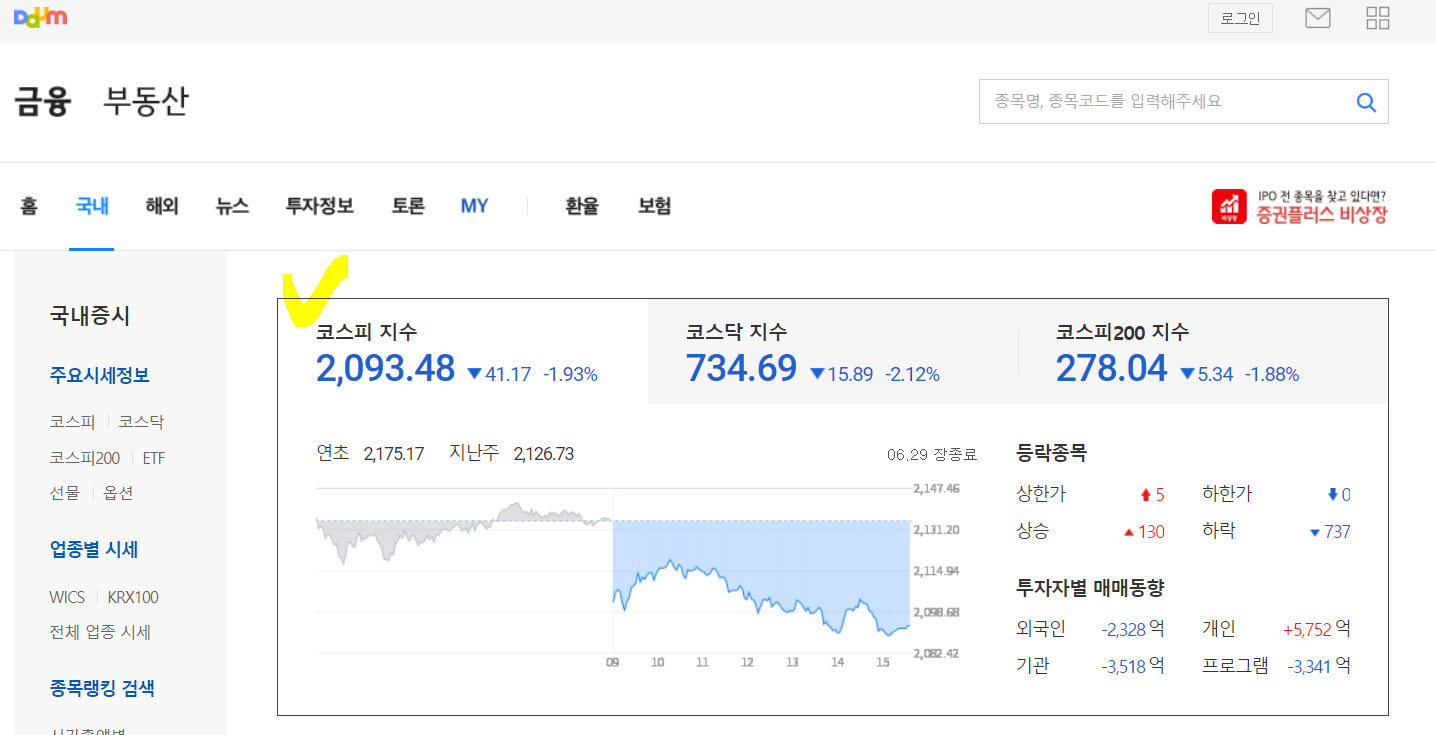 Daum
로그인
금융 부동산
종목명, 종목코드를 입력해주세요
홈 국내 해외 뉴스 투자정보 토론 MY 환율 보험
IPO 전 종목을 찾고 있다면?
비상장
증권플러스 비상장
국내증시
주요시세정보
코스피 코스닥
코스피200 ETF
선물 옵션
업종별 시세
WICS KRX100
전체 업종 시세
종목랭킹 검색
코스피 지수
2,093.48 ▼41.17 -1.93%
코스닥 지수
734.69 ▼15.89 -2.12%
코스피200 지수
278.04 ▼5.34 -1.88%
연초 2,175.17 지난주 2,126.73
06.29 장종료
2,147.46
2,131.20
2,114.94
2,098.68
2,082.42
09 10 11 12 13 14 15
등락종목
상한가 5 하한가 0
상승 ▲130 하락 ▼737
투자자별 매매동향
외국인 -2,328 억 개인 +5,752 억
기관 -3,518 억 프로그램 -3,341 억